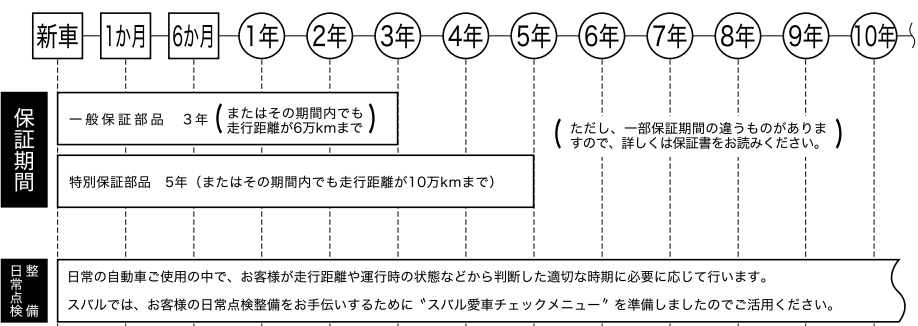 新車 1か月 6か月 1年 2年 3年 4年 5年 6年 7年 8年 9年 10年
保証期間
一般保証部品 3年 (またはその期間内でも
走行距離が6万kmまで)
(ただし、一部保証期間の違うものがありま
すので、詳しくは保証書をお読みください。)
特別保証部品 5年（またはその期間内でも走行距離が10万kmまで）
日常点検
整備
日常の自動車ご使用の中で、お客様が走行距離や運行時の状態などから判断した適切な時期に必要に応じて行います。
スバルでは、お客様の日常点検整備をお手伝いするために〝スバル愛車チェックメニュー〞を準備しましたのでご活用ください。